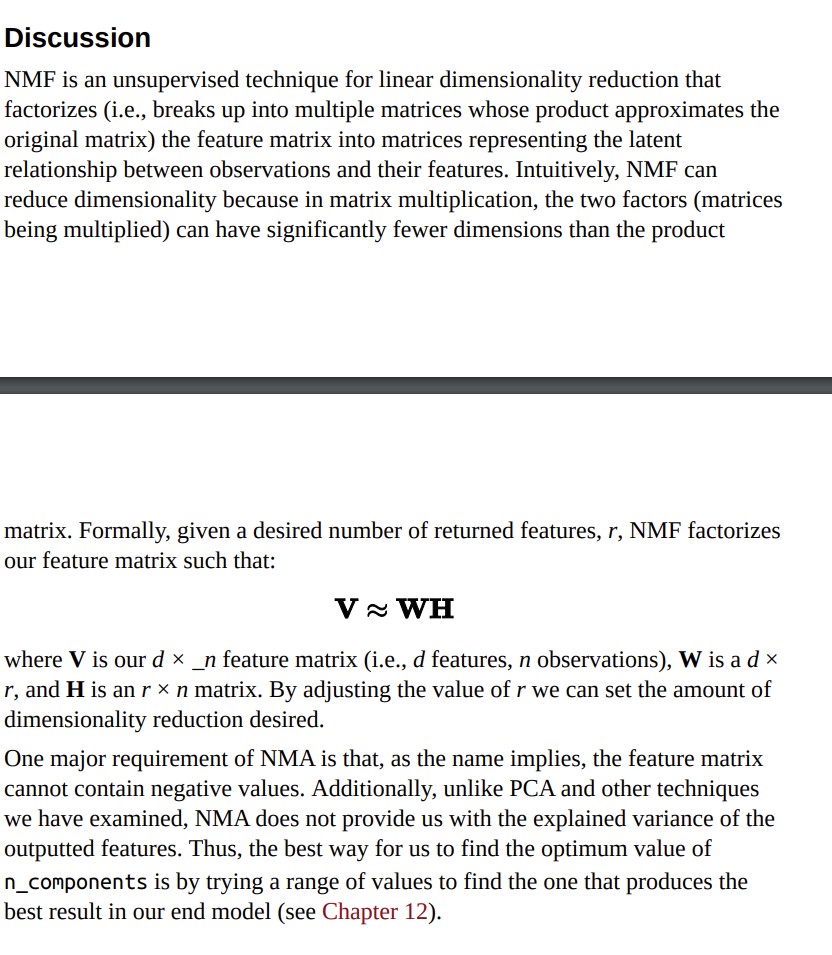 Discussion
NMF is an unsupervised technique for linear dimensionality reduction that
factorizes (i.e., breaks up into multiple matrices whose product approximates the
original matrix) the feature matrix into matrices representing the latent
relationship between observations and their features. Intuitively, NMF can
reduce dimensionality because in matrix multiplication, the two factors (matrices
being multiplied) can have significantly fewer dimensions than the product
matrix. Formally, given a desired number of returned features, r, NMF factorizes
our feature matrix such that:
V ≈ WH
where V is our d × _n feature matrix (i.e., d features, n observations), W is a d ×
r, and H is an r × n matrix. By adjusting the value of r we can set the amount of
dimensionality reduction desired.
One major requirement of NMA is that, as the name implies, the feature matrix
cannot contain negative values. Additionally, unlike PCA and other techniques
we have examined, NMA does not provide us with the explained variance of the
outputted features. Thus, the best way for us to find the optimum value of
n_components is by trying a range of values to find the one that produces the
best result in our end model (see Chapter 12).